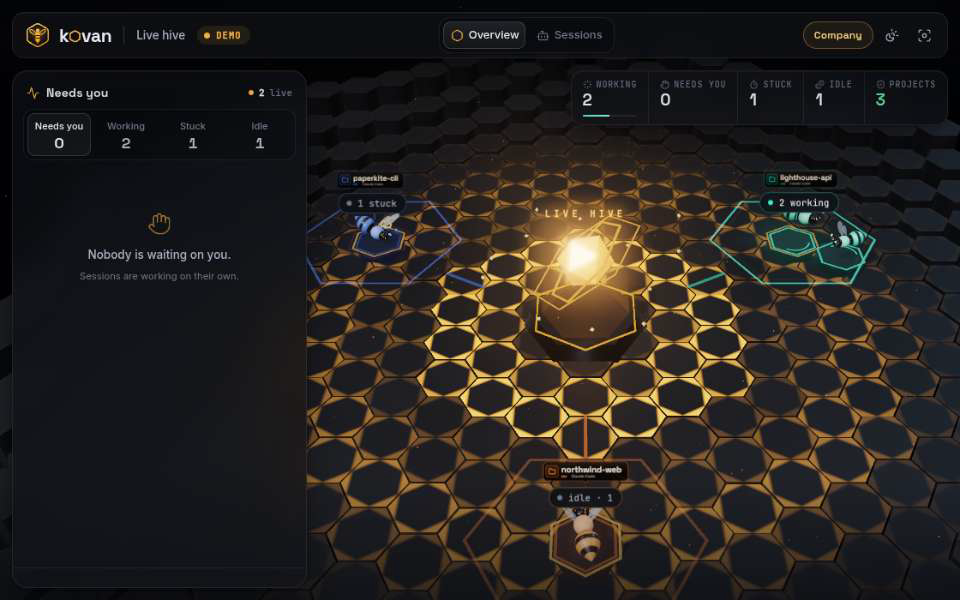 kovan
Live hive
DEMO
Overview
Sessions
Company
Needs you
2 live
Needs you
0
Working
2
Stuck
1
Idle
1
Nobody is waiting on you.
Sessions are working on their own.
WORKING
2
NEEDS YOU
0
STUCK
1
IDLE
1
PROJECTS
3
paperkite-cli
1 stuck
LIVE HIVE
lighthouse-api
2 working
northwind-web
idle · 1